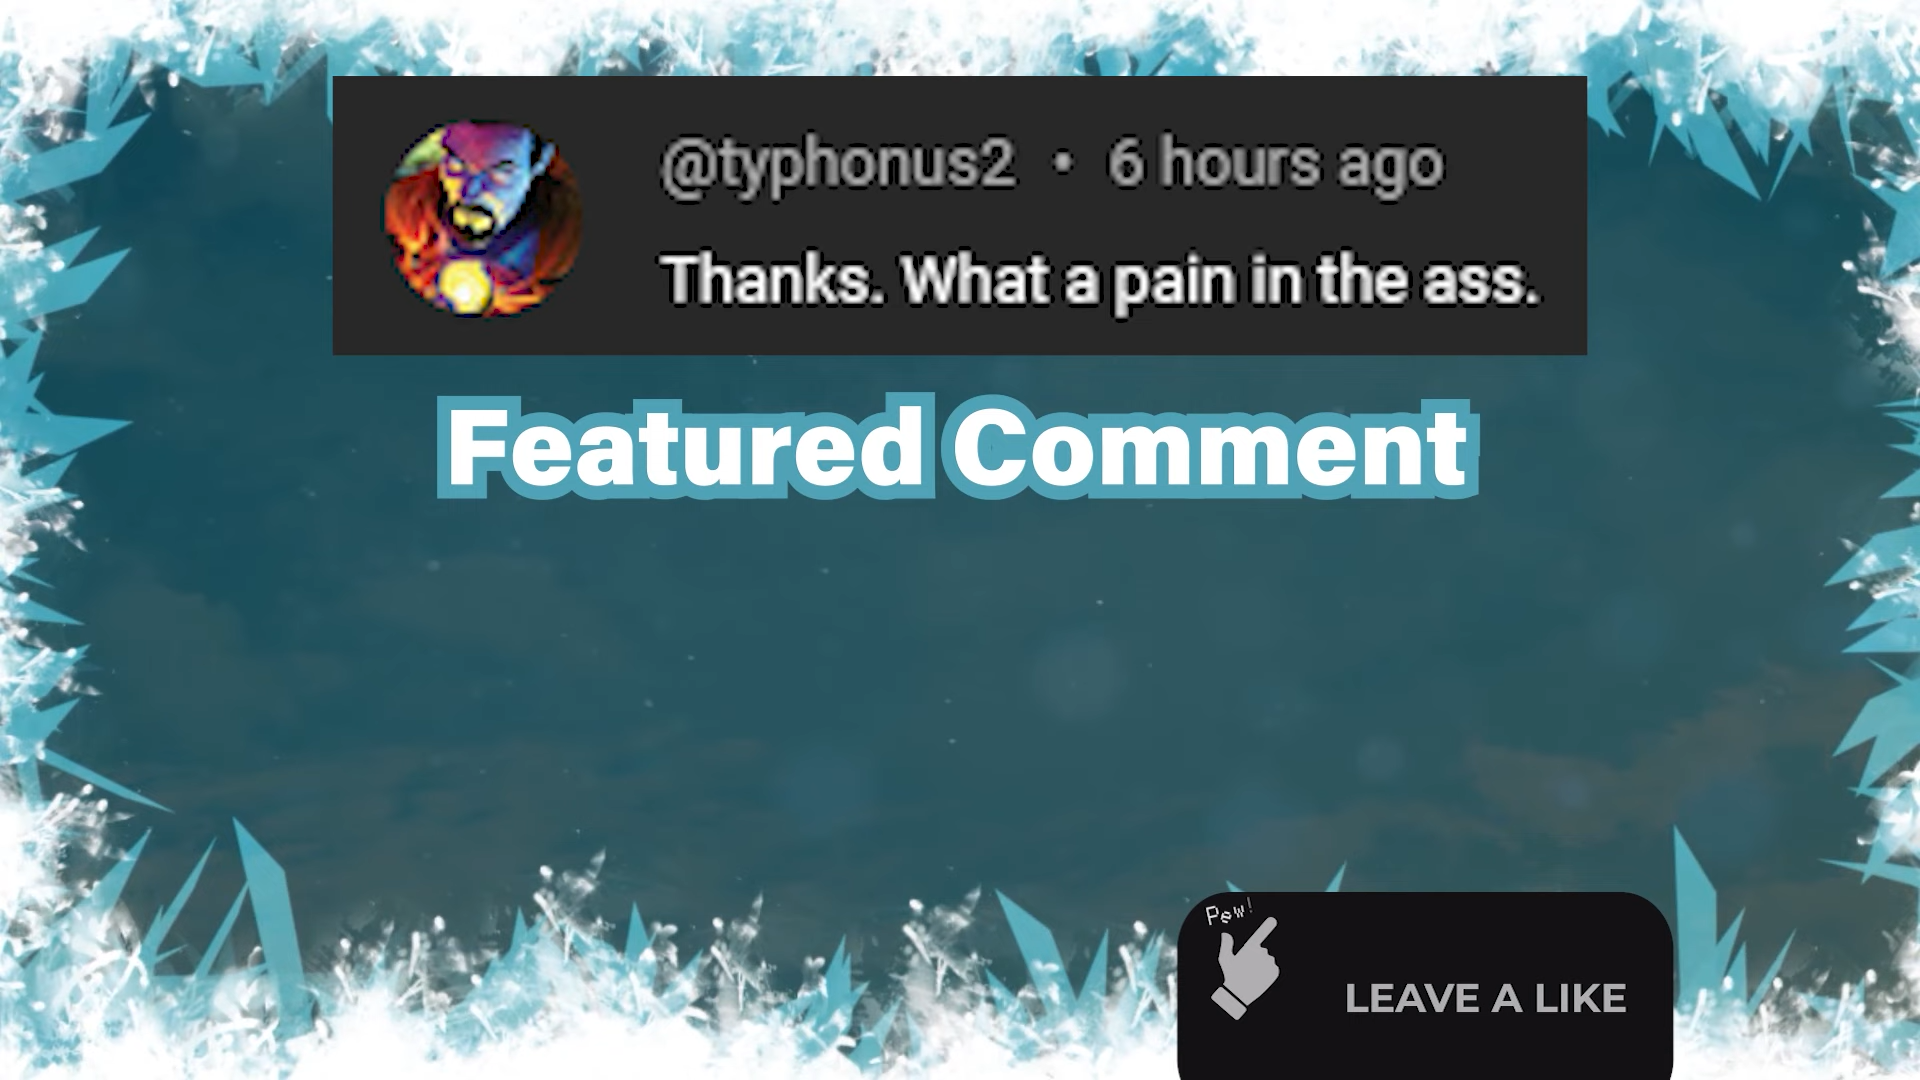 @typhonus2 • 6 hours ago
Thanks. What a pain in the ass.
Featured Comment
Pew!
LEAVE A LIKE